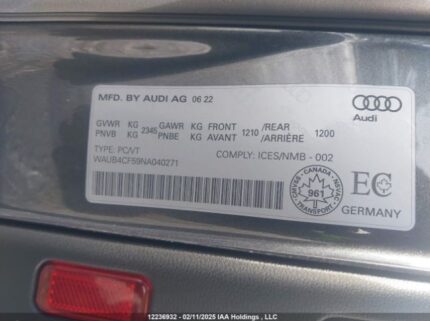 MFD. BY AUDI AG 06 22
Audi
GVWR KG 2345 GAWR KG FRONT 1210 /REAR 1200
PNVB KG PNBE KG AVANT /ARRIÈRE
TYPE: PC/VT
WAUB4CF59NA040271
COMPLY: ICES/NMB - 002
CANADA
961
TRANSPORT
EC
GERMANY
12236932 - 02/11/2025 IAA Holdings , LLC